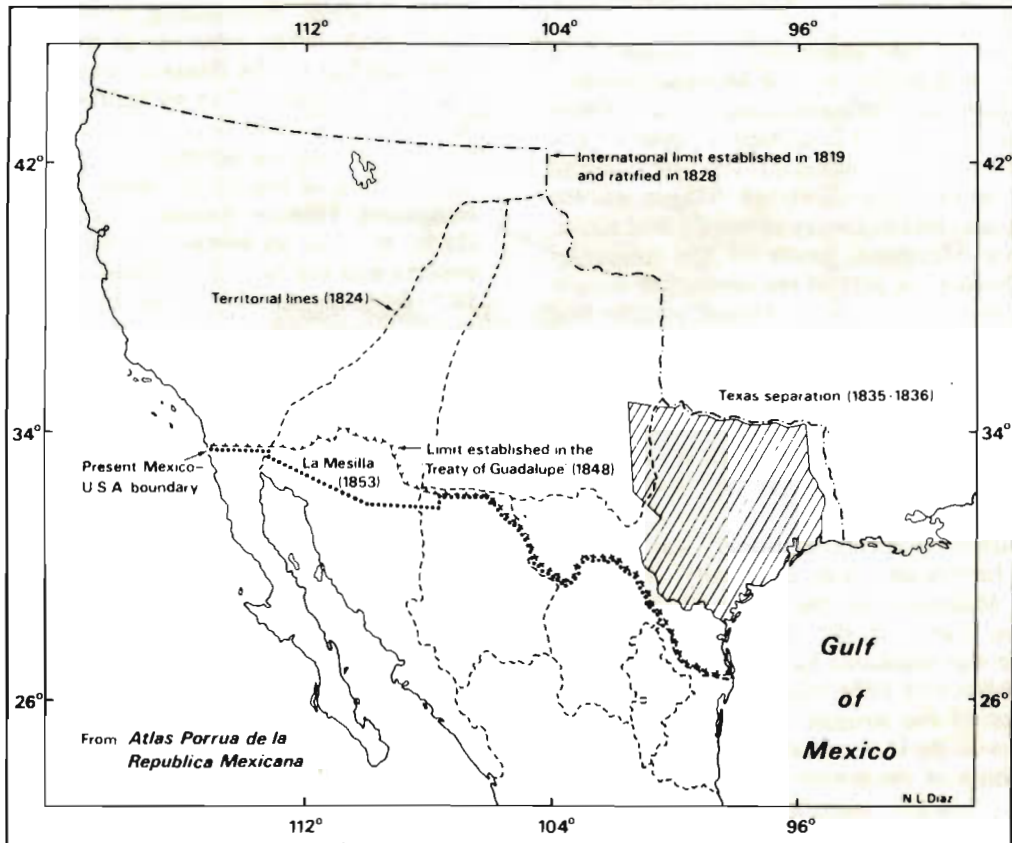 112°
104°
96°
42°
42°
International limit established in 1819
and ratified in 1828
Territorial lines (1824)
Texas separation (1835-1836)
34°
34°
Present Mexico-
U.S.A. boundary
La Mesilla
(1853)
Limit established in the
Treaty of Guadalupe (1848)
26°
26°
Gulf
of
Mexico
From Atlas Porrua de la
Republica Mexicana
N L Diaz
112°
104°
96°